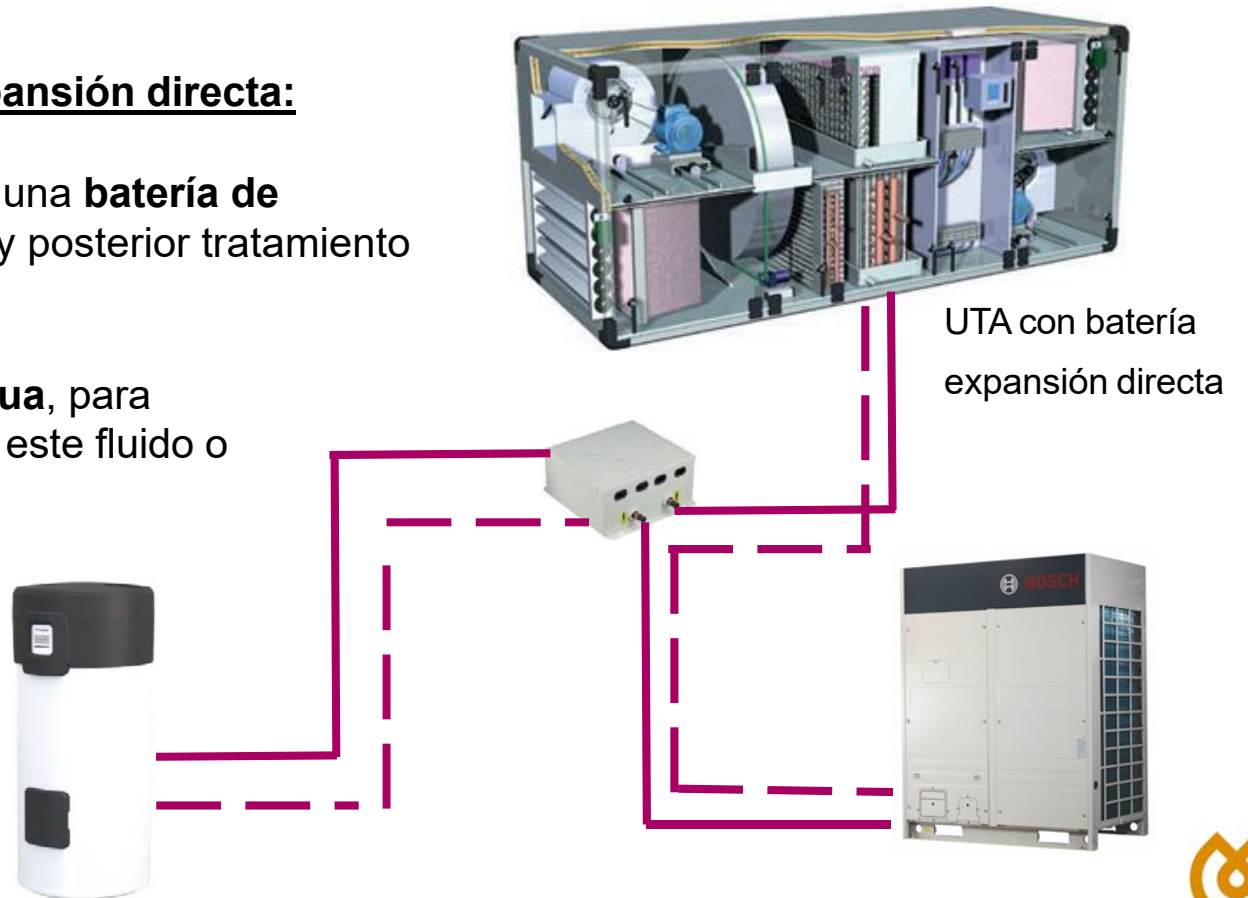 pansión directa:
una batería de
y posterior tratamiento
ua, para
este fluido o
UTA con batería
expansión directa
BOSCH